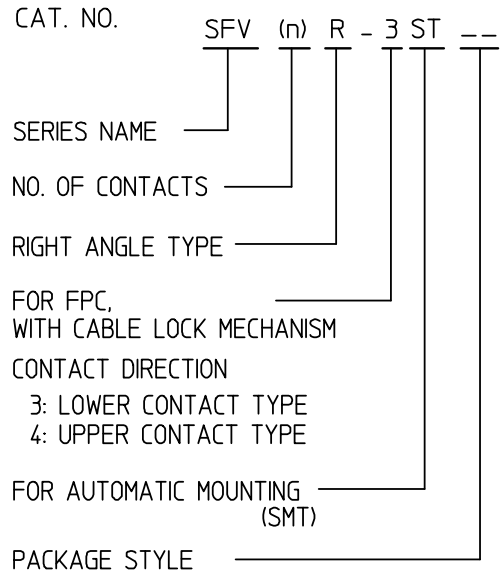 CAT. NO.
SFV (n) R - 3 ST _ _
SERIES NAME
NO. OF CONTACTS
RIGHT ANGLE TYPE
FOR FPC,
WITH CABLE LOCK MECHANISM
CONTACT DIRECTION
3: LOWER CONTACT TYPE
4: UPPER CONTACT TYPE
FOR AUTOMATIC MOUNTING
(SMT)
PACKAGE STYLE